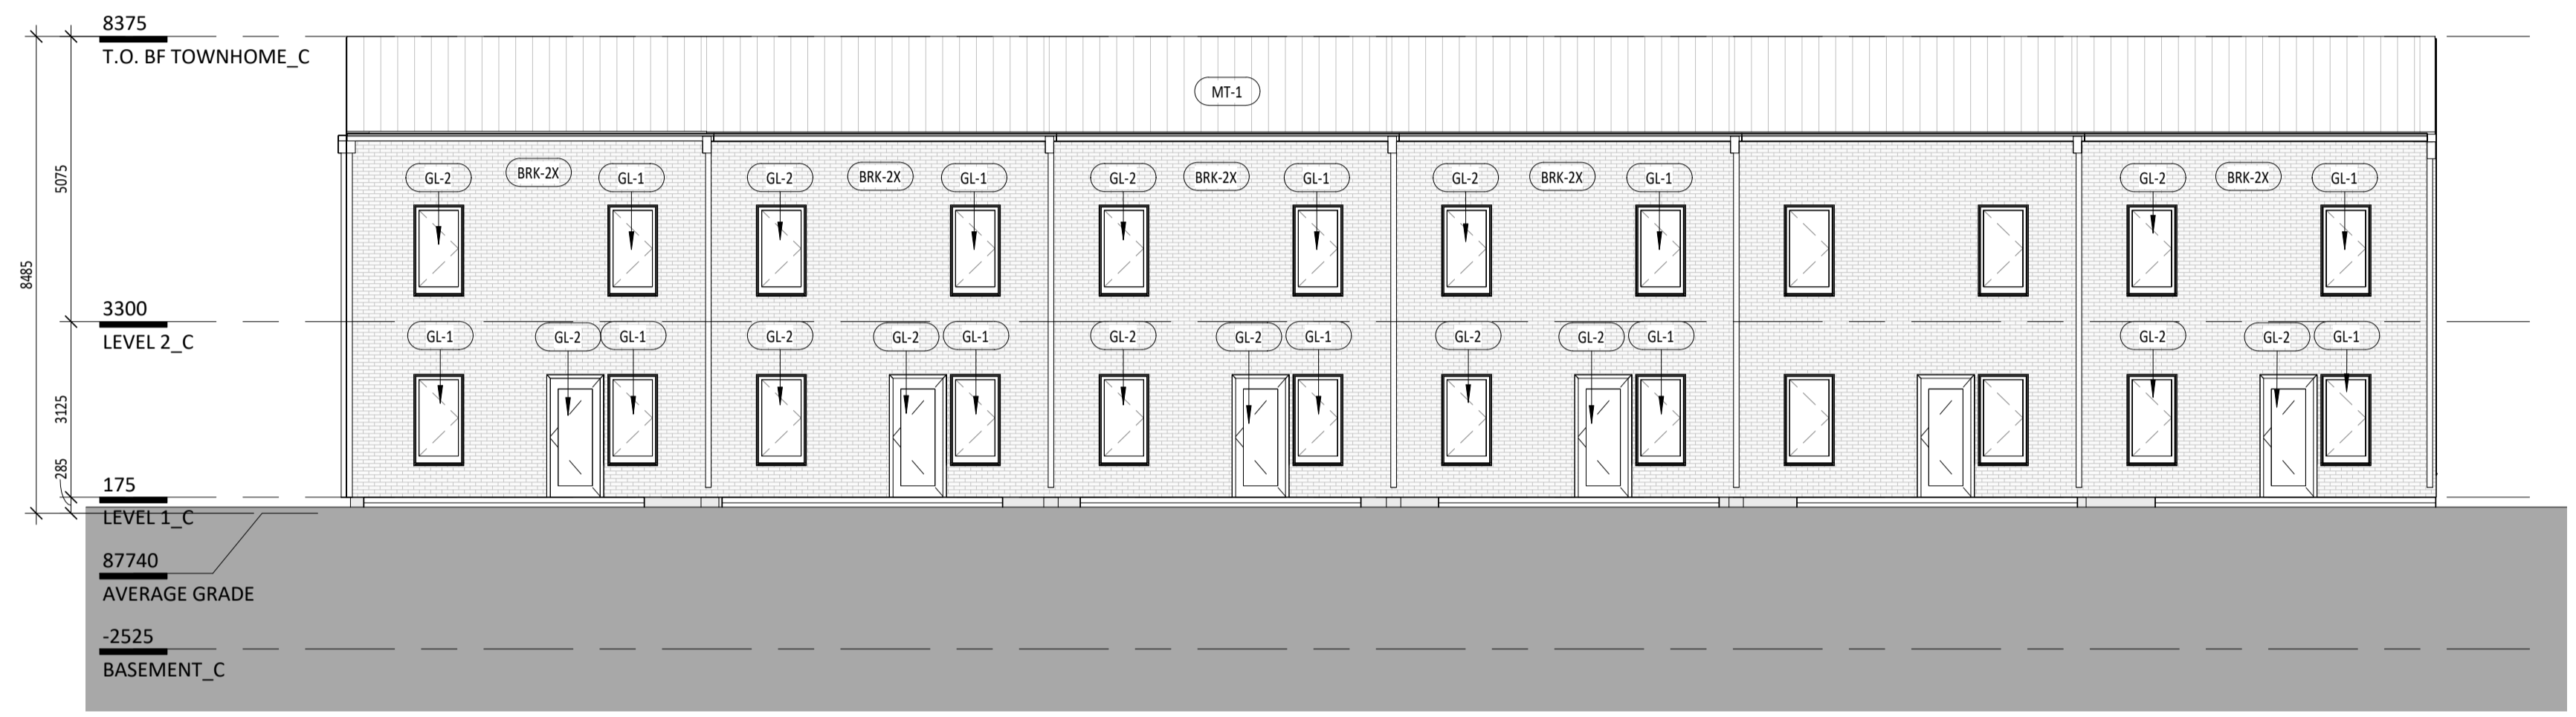 8375
T.O. BF TOWNHOME_C
MT-1
5075
8485
GL-2 BRK-2X GL-1 GL-2 BRK-2X GL-1 GL-2 BRK-2X GL-1 GL-2 BRK-2X GL-1 GL-2 BRK-2X GL-1
3300
LEVEL 2_C
GL-1 GL-2 GL-1 GL-2 GL-2 GL-1 GL-2 GL-2 GL-1 GL-2 GL-2 GL-1 GL-2 GL-2 GL-1
3125
285
175
LEVEL 1_C
87740
AVERAGE GRADE
-2525
BASEMENT_C